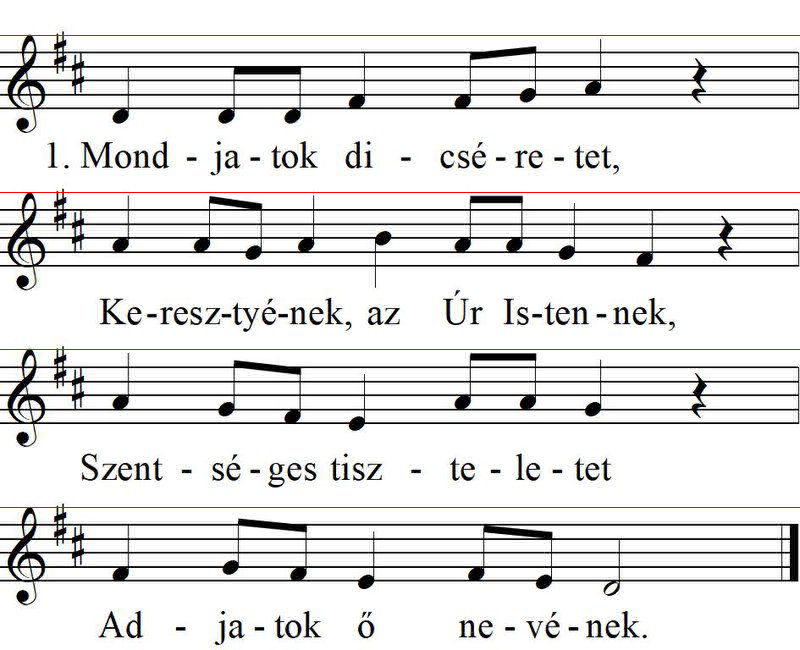 1. Mond - ja - tok di - csé - re - tet,
Ke - resz - tyé - nek, az Úr Is - ten - nek,
Szent - sé - ges tisz - te - le - tet
Ad - ja - tok ő ne - vé - nek.